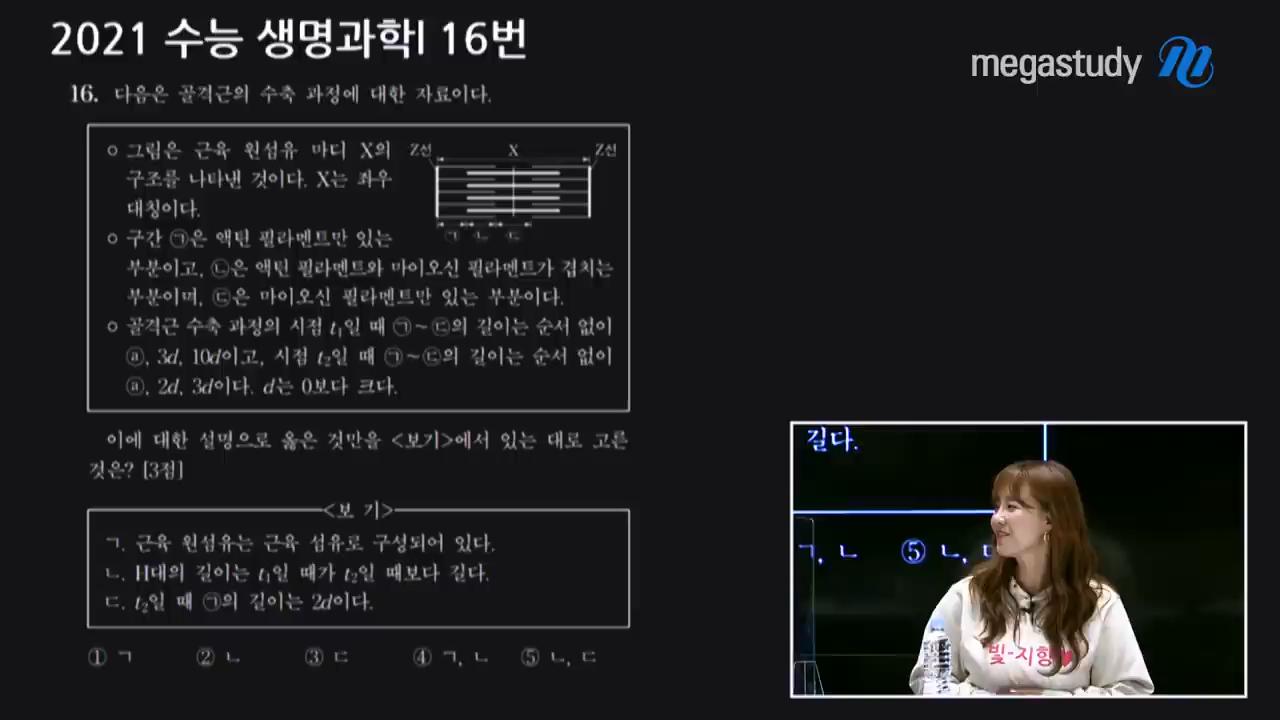 2021 수능 생명과학Ⅰ 16번
megastudy
16. 다음은 골격근의 수축 과정에 대한 자료이다.
○ 그림은 근육 원섬유 마디 X의
구조를 나타낸 것이다. X는 좌우
대칭이다.
Z선 X Z선
㉠ ㉡ ㉢
○ 구간 ㉠은 액틴 필라멘트만 있는
부분이고, ㉡은 액틴 필라멘트와 마이오신 필라멘트가 겹치는
부분이며, ㉢은 마이오신 필라멘트만 있는 부분이다.
○ 골격근 수축 과정의 시점 t₁일 때 ㉠~㉢의 길이는 순서 없이
ⓐ, 3d, 10d이고, 시점 t₂일 때 ㉠~㉢의 길이는 순서 없이
ⓐ, 2d, 3d이다. d는 0보다 크다.
이에 대한 설명으로 옳은 것만을 <보기>에서 있는 대로 고른
것은? [3점]
<보 기>
ㄱ. 근육 원섬유는 근육 섬유로 구성되어 있다.
ㄴ. H대의 길이는 t₁일 때가 t₂일 때보다 길다.
ㄷ. t₂일 때 ㉠의 길이는 2d이다.
① ㄱ ② ㄴ ③ ㄷ ④ ㄱ, ㄴ ⑤ ㄴ, ㄷ
길다.
ㄱ, ㄴ ⑤ ㄴ,
빛-지향